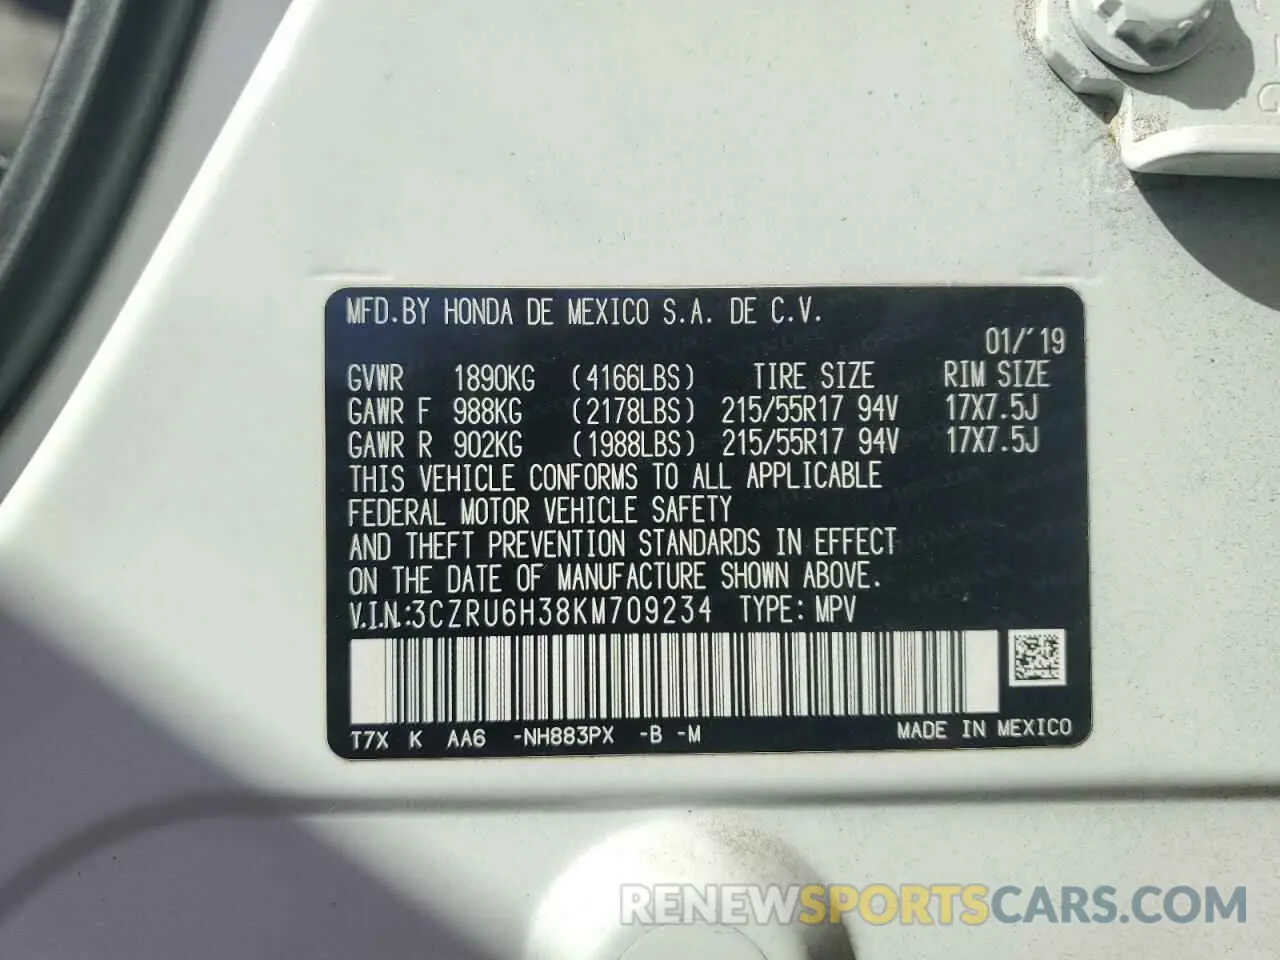 MFD.BY HONDA DE MEXICO S.A. DE C.V.
01/'19
GVWR 1890KG (4166LBS) TIRE SIZE RIM SIZE
GAWR F 988KG (2178LBS) 215/55R17 94V 17X7.5J
GAWR R 902KG (1988LBS) 215/55R17 94V 17X7.5J
THIS VEHICLE CONFORMS TO ALL APPLICABLE
FEDERAL MOTOR VEHICLE SAFETY
AND THEFT PREVENTION STANDARDS IN EFFECT
ON THE DATE OF MANUFACTURE SHOWN ABOVE.
V.I.N.:3CZRU6H38KM709234 TYPE: MPV
T7X K AA6 -NH883PX -B -M MADE IN MEXICO
RENEWSPORTSCARS.COM